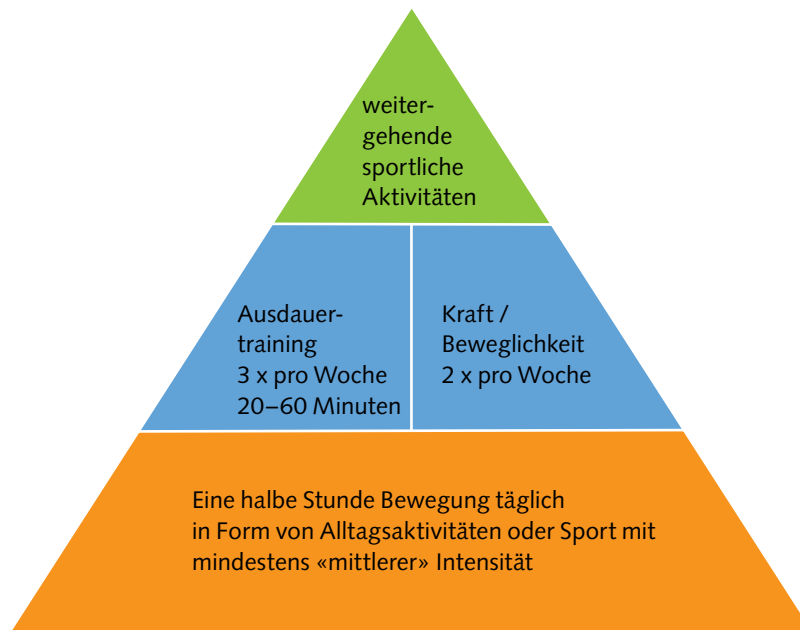 weiter-
gehende
sportliche
Aktivitäten
Ausdauer-
training
3 x pro Woche
20–60 Minuten
Kraft /
Beweglichkeit
2 x pro Woche
Eine halbe Stunde Bewegung täglich
in Form von Alltagsaktivitäten oder Sport mit
mindestens «mittlerer» Intensität